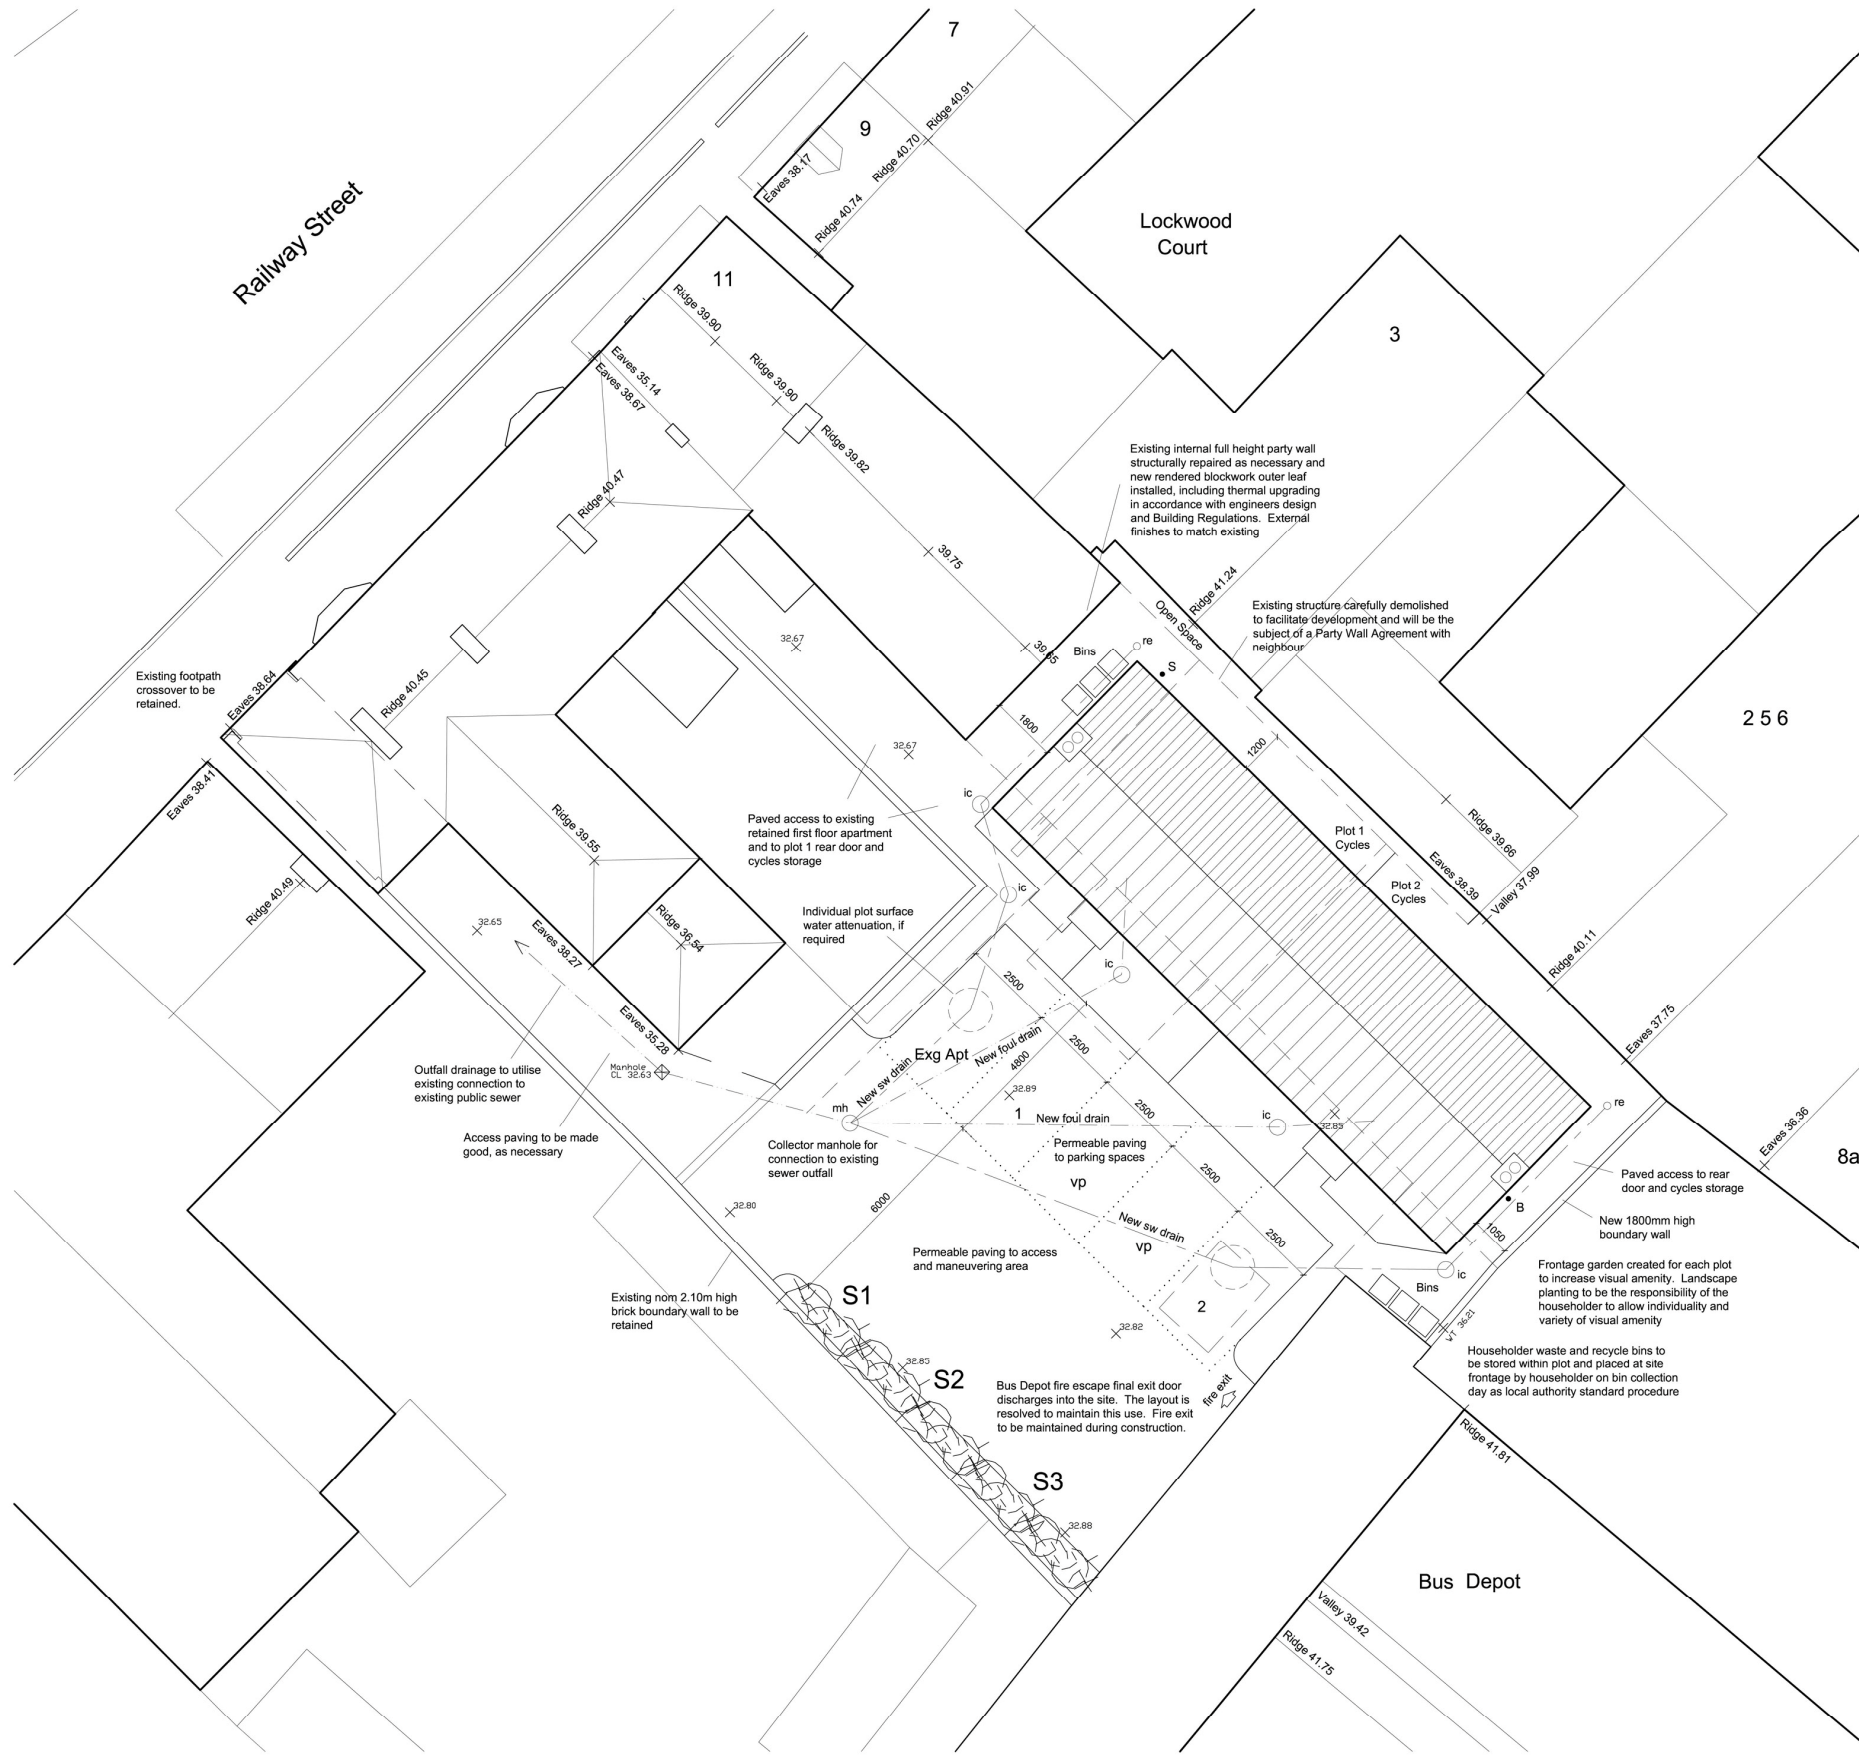 7
9
Ridge 40.91
Ridge 40.70
Eaves 38.17
Ridge 40.74
Railway Street
Lockwood
Court
11
3
Ridge 39.90
Ridge 39.90
Eaves 35.14
Eaves 38.67
Ridge 39.82
Ridge 40.47
39.75
Existing internal full height party wall
structurally repaired as necessary and
new rendered blockwork outer leaf
installed, including thermal upgrading
in accordance with engineers design
and Building Regulations. External
finishes to match existing
Ridge 41.24
Open Space
Existing structure carefully demolished
to facilitate development and will be the
subject of a Party Wall Agreement with
neighbour
32.67
39.65
Bins
re
S
Existing footpath
crossover to be
retained.
Eaves 38.64
Ridge 40.45
1800
1200
2 5 6
32.67
Eaves 38.41
ic
Ridge 39.55
Paved access to existing
retained first floor apartment
and to plot 1 rear door and
cycles storage
Plot 1
Cycles
Ridge 39.66
Eaves 38.39
Valley 37.99
Plot 2
Cycles
Ridge 40.49
ic
Individual plot surface
water attenuation, if
required
32.65
Ridge 36.54
Eaves 38.27
Ridge 40.11
ic
2500
Eaves 35.28
Eaves 37.75
Exg Apt
New foul drain
2500
4800
New sw drain
Manhole
CL 32.63
Outfall drainage to utilise
existing connection to
existing public sewer
32.89
1
mh
New foul drain
2500
ic
32.85
re
Access paving to be made
good, as necessary
Collector manhole for
connection to existing
sewer outfall
Permeable paving
to parking spaces
Eaves 36.36
8a
vp
2500
Paved access to rear
door and cycles storage
B
6000
32.80
New sw drain
vp
2500
1050
New 1800mm high
boundary wall
Permeable paving to access
and maneuvering area
ic
Bins
Frontage garden created for each plot
to increase visual amenity. Landscape
planting to be the responsibility of the
householder to allow individuality and
variety of visual amenity
Existing nom 2.10m high
brick boundary wall to be
retained
S1
2
32.82
WT 36.21
Householder waste and recycle bins to
be stored within plot and placed at site
frontage by householder on bin collection
day as local authority standard procedure
32.85
S2
Bus Depot fire escape final exit door
discharges into the site. The layout is
resolved to maintain this use. Fire exit
to be maintained during construction.
fire exit
Ridge 41.81
S3
32.88
Bus Depot
Valley 39.42
Ridge 41.75